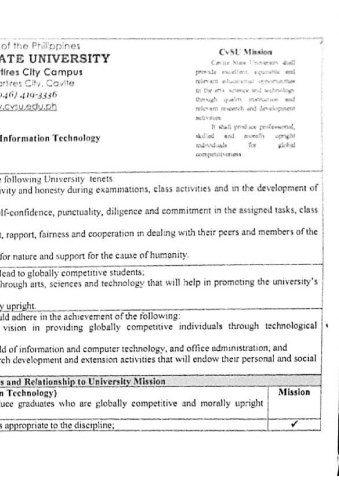 of the Philippines
ATE UNIVERSITY
rtires City Campus
artires City, Cavite
046) 419-3336
.cvsu.edu.ph
Information Technology
CvSU Mission
Cavite State University shall
provide excellent, equitable and
relevant educational opportunities
in the arts, science and technology
through quality instruction and
relevant research and development
activities.
It shall produce professional,
skilled and morally upright
individuals for global
competitiveness
e following University tenets:
ivity and honesty during examinations, class activities and in the development of
elf-confidence, punctuality, diligence and commitment in the assigned tasks, class
t, rapport, fairness and cooperation in dealing with their peers and members of the
for nature and support for the cause of humanity.
lead to globally competitive students;
through arts, sciences and technology that will help in promoting the university's
y upright.
uld adhere in the achievement of the following:
vision in providing globally competitive individuals through technological
ld of information and computer technology, and office administration; and
rch development and extension activities that will endow their personal and social
s and Relationship to University Mission
n Technology) Mission
uce graduates who are globally competitive and morally upright
s appropriate to the discipline; ✓